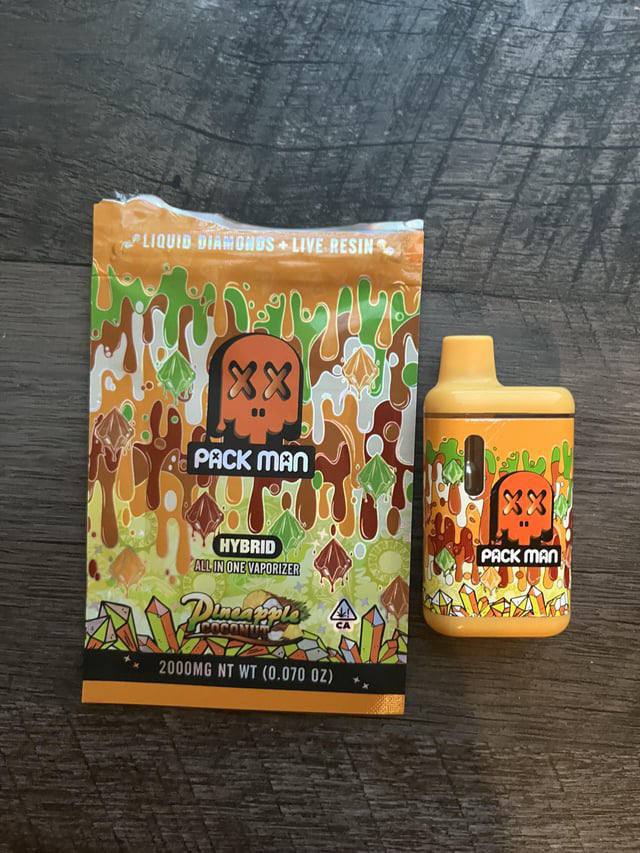 LIQUID DIAMONDS + LIVE RESIN
PACK MAN
HYBRID
ALL IN ONE VAPORIZER
Pineapple
COCONUT
CA
2000MG NT WT (0.070 OZ)
PACK MAN